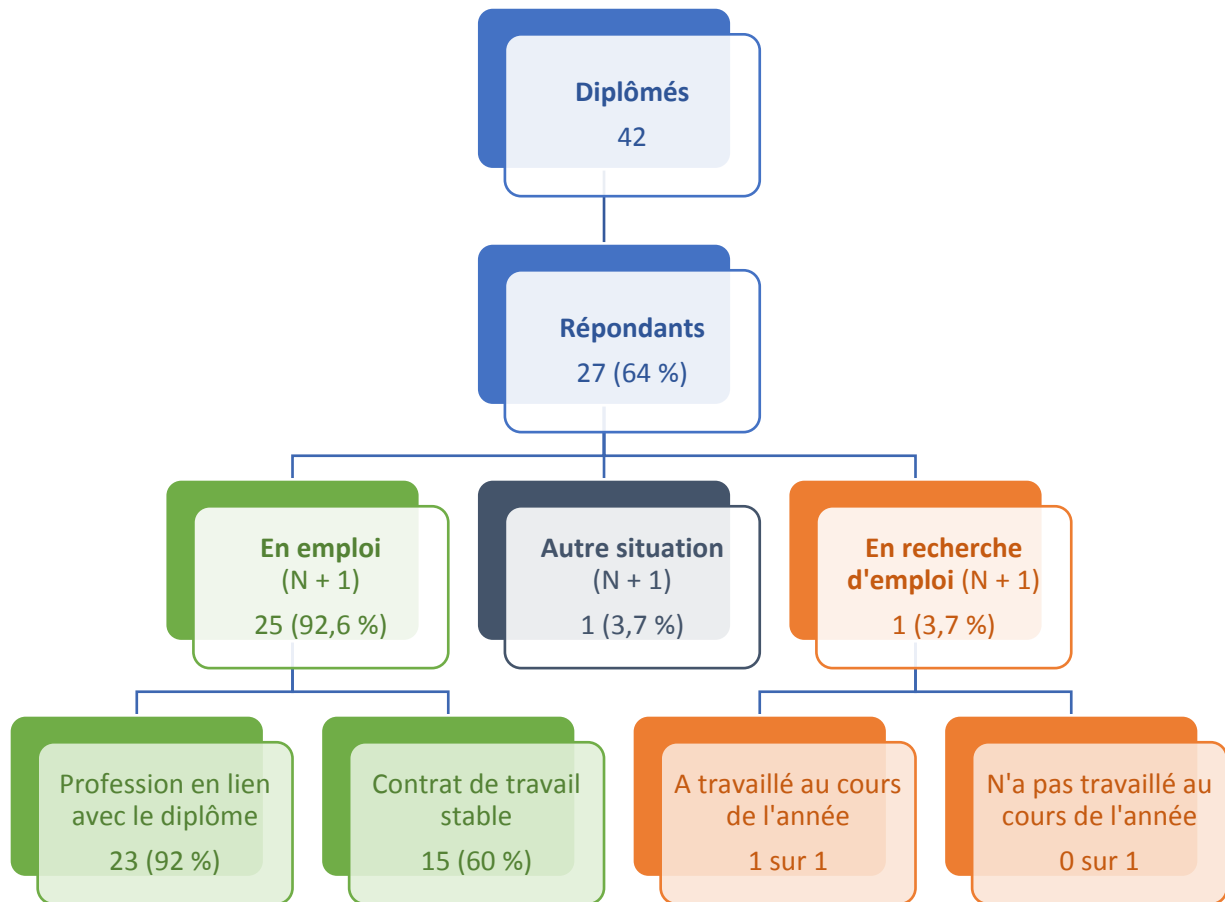 Diplômés
42
Répondants
27 (64 %)
En emploi
(N + 1)
25 (92,6 %)
Autre situation
(N + 1)
1 (3,7 %)
En recherche
d'emploi (N + 1)
1 (3,7 %)
Profession en lien
avec le diplôme
23 (92 %)
Contrat de travail
stable
15 (60 %)
A travaillé au cours
de l'année
1 sur 1
N'a pas travaillé au
cours de l'année
0 sur 1